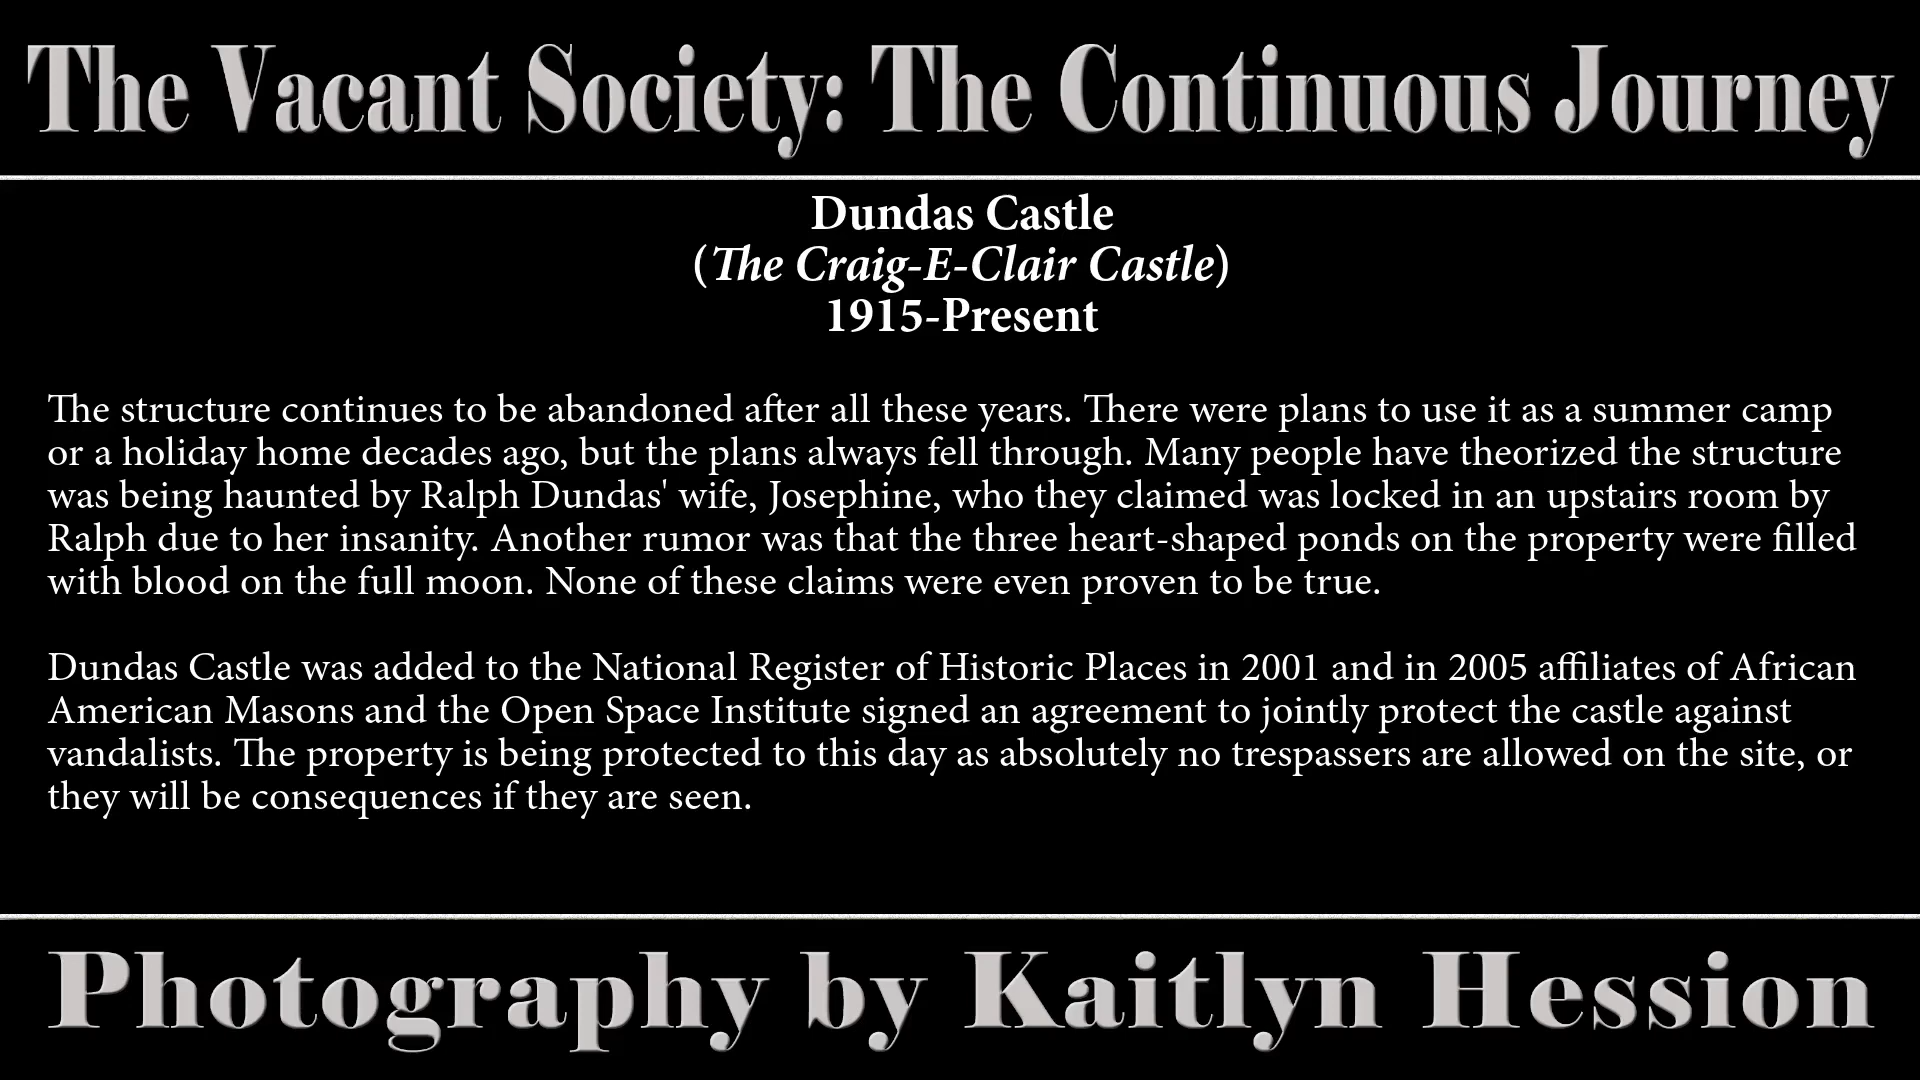 The Vacant Society: The Continuous Journey
Dundas Castle
(The Craig-E-Clair Castle)
1915-Present
The structure continues to be abandoned after all these years. There were plans to use it as a summer camp
or a holiday home decades ago, but the plans always fell through. Many people have theorized the structure
was being haunted by Ralph Dundas' wife, Josephine, who they claimed was locked in an upstairs room by
Ralph due to her insanity. Another rumor was that the three heart-shaped ponds on the property were filled
with blood on the full moon. None of these claims were even proven to be true.
Dundas Castle was added to the National Register of Historic Places in 2001 and in 2005 affiliates of African
American Masons and the Open Space Institute signed an agreement to jointly protect the castle against
vandalists. The property is being protected to this day as absolutely no trespassers are allowed on the site, or
they will be consequences if they are seen.
Photography by Kaitlyn Hession